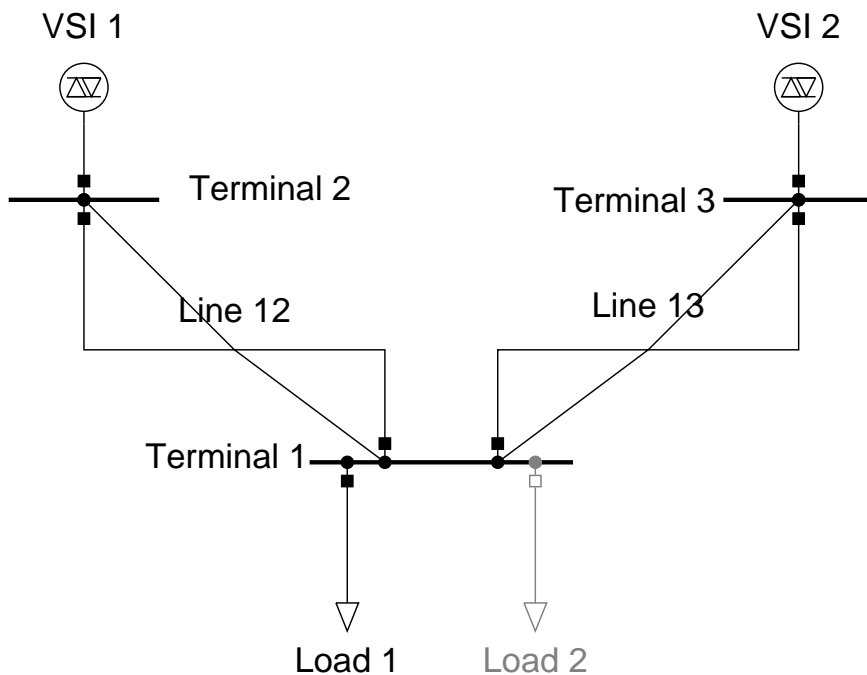 VSI 1
VSI 2
Terminal 2
Terminal 3
Line 12
Line 13
Terminal 1
Load 1
Load 2